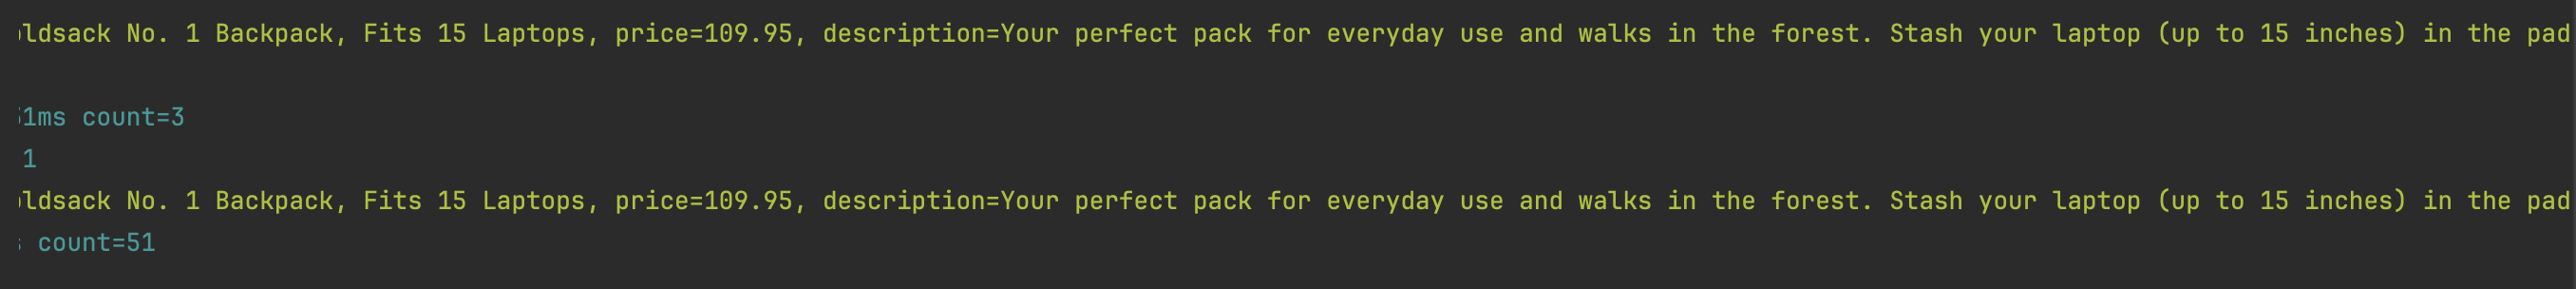 ldsack No. 1 Backpack, Fits 15 Laptops, price=109.95, description=Your perfect pack for everyday use and walks in the forest. Stash your laptop (up to 15 inches) in the pad
1ms count=3
1
ldsack No. 1 Backpack, Fits 15 Laptops, price=109.95, description=Your perfect pack for everyday use and walks in the forest. Stash your laptop (up to 15 inches) in the pad
count=51